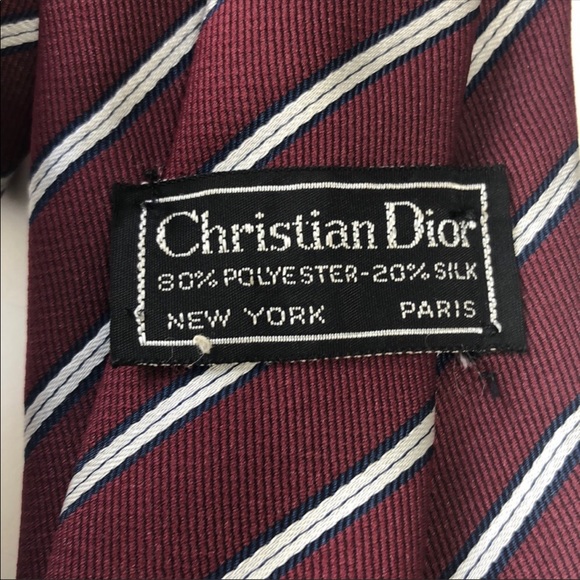 Christian Dior
80% POLYESTER-20% SILK
NEW YORK PARIS